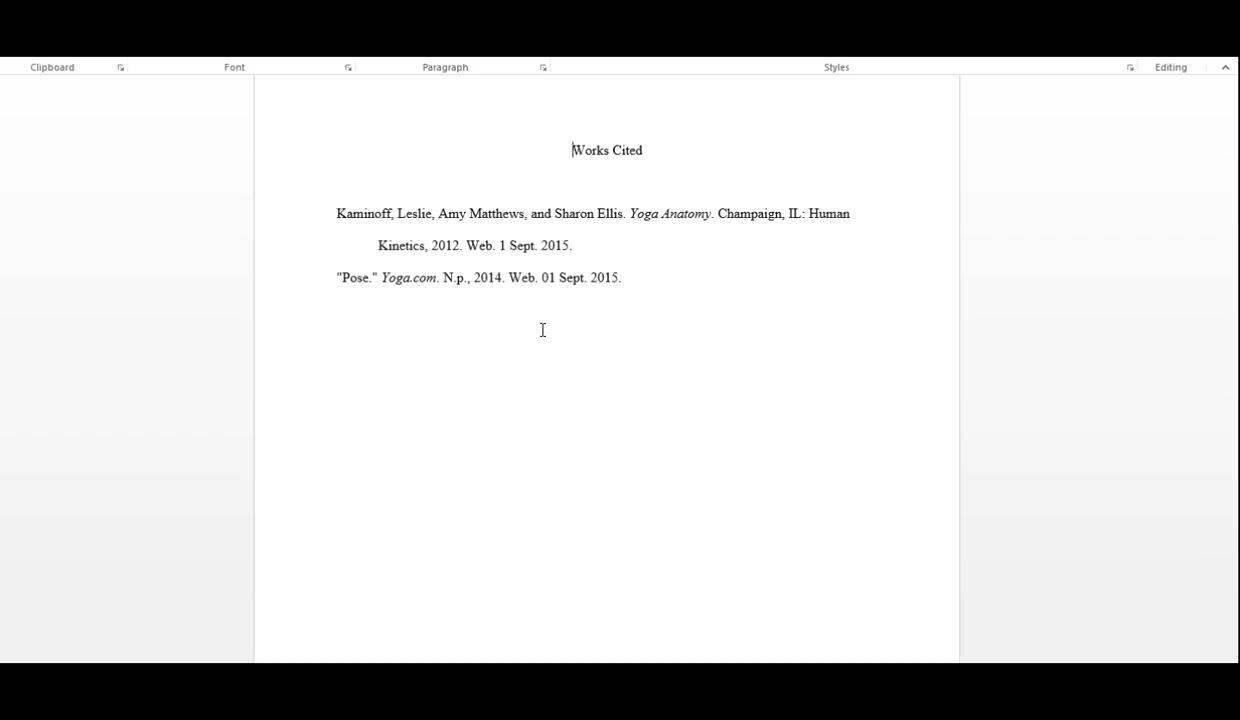 Clipboard Font Paragraph Styles Editing
Works Cited
Kaminoff, Leslie, Amy Matthews, and Sharon Ellis. Yoga Anatomy. Champaign, IL: Human
Kinetics, 2012. Web. 1 Sept. 2015.
"Pose." Yoga.com. N.p., 2014. Web. 01 Sept. 2015.